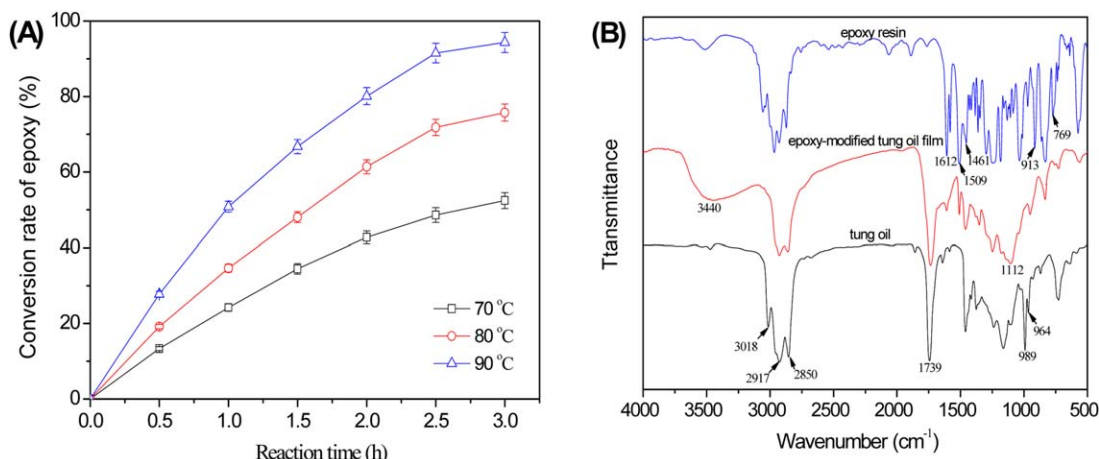 (A)
Conversion rate of epoxy (%)
100
80
60
40
20
0
0.0 0.5 1.0 1.5 2.0 2.5 3.0
Reaction time (h)
70 °C
80 °C
90 °C
(B)
Ttansmittance
epoxy resin
769
1461
913
1612
1509
epoxy-modified tung oil film
3440
1112
tung oil
3018
964
2917
2850
1739
989
4000 3500 3000 2500 2000 1500 1000 500
Wavenumber (cm⁻¹)